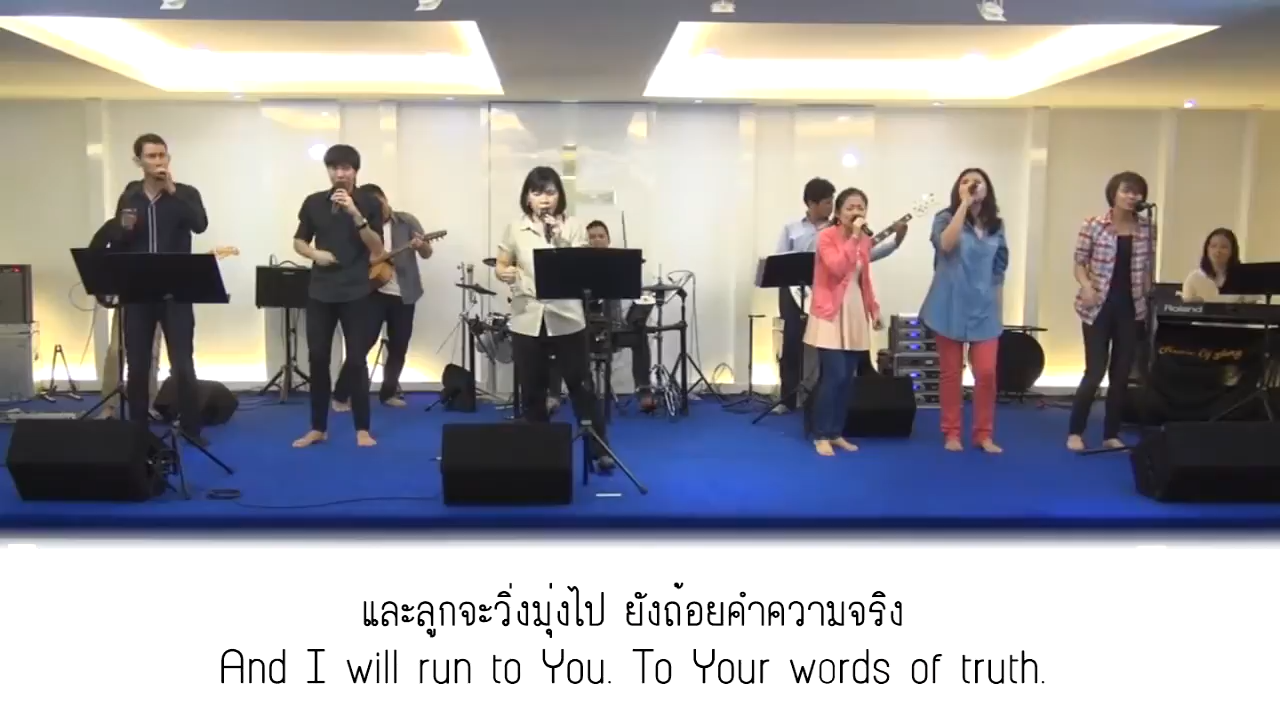 Roland
และลูกจะวิ่งมุ่งไป ยังถ้อยคำความจริง
And I will run to You. To Your words of truth.